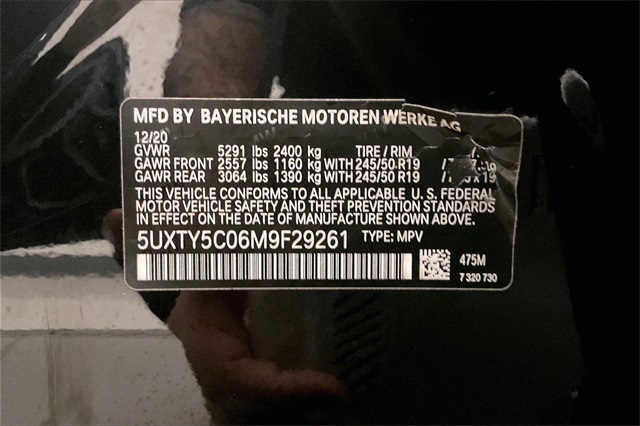 MFD BY BAYERISCHE MOTOREN WERKE AG
12/20
GVWR 5291 lbs 2400 kg TIRE / RIM
GAWR FRONT 2557 lbs 1160 kg WITH 245/50 R19
GAWR REAR 3064 lbs 1390 kg WITH 245/50 R19
THIS VEHICLE CONFORMS TO ALL APPLICABLE U. S. FEDERAL
MOTOR VEHICLE SAFETY AND THEFT PREVENTION STANDARDS
IN EFFECT ON THE DATE OF MANUFACTURE SHOWN ABOVE.
5UXTY5C06M9F29261 TYPE: MPV
475M
7 320 730